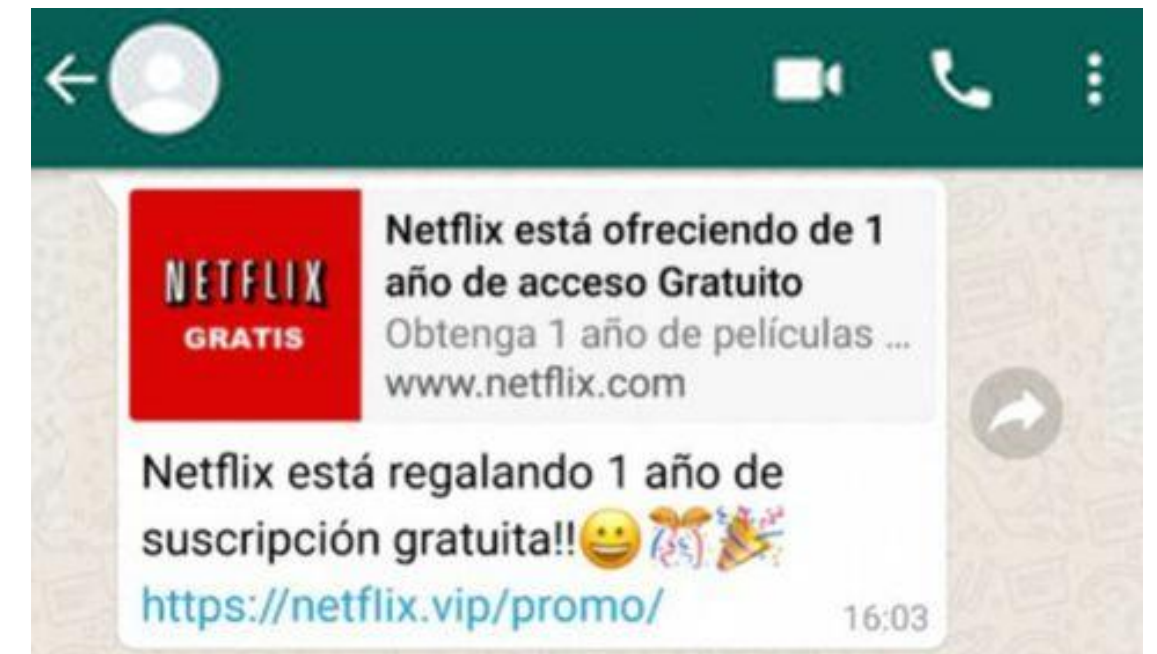 NETFLIX
GRATIS
Netflix está ofreciendo de 1
año de acceso Gratuito
Obtenga 1 año de películas ...
www.netflix.com
Netflix está regalando 1 año de
suscripción gratuita!!😀🎊🎉
https://netflix.vip/promo/
16:03